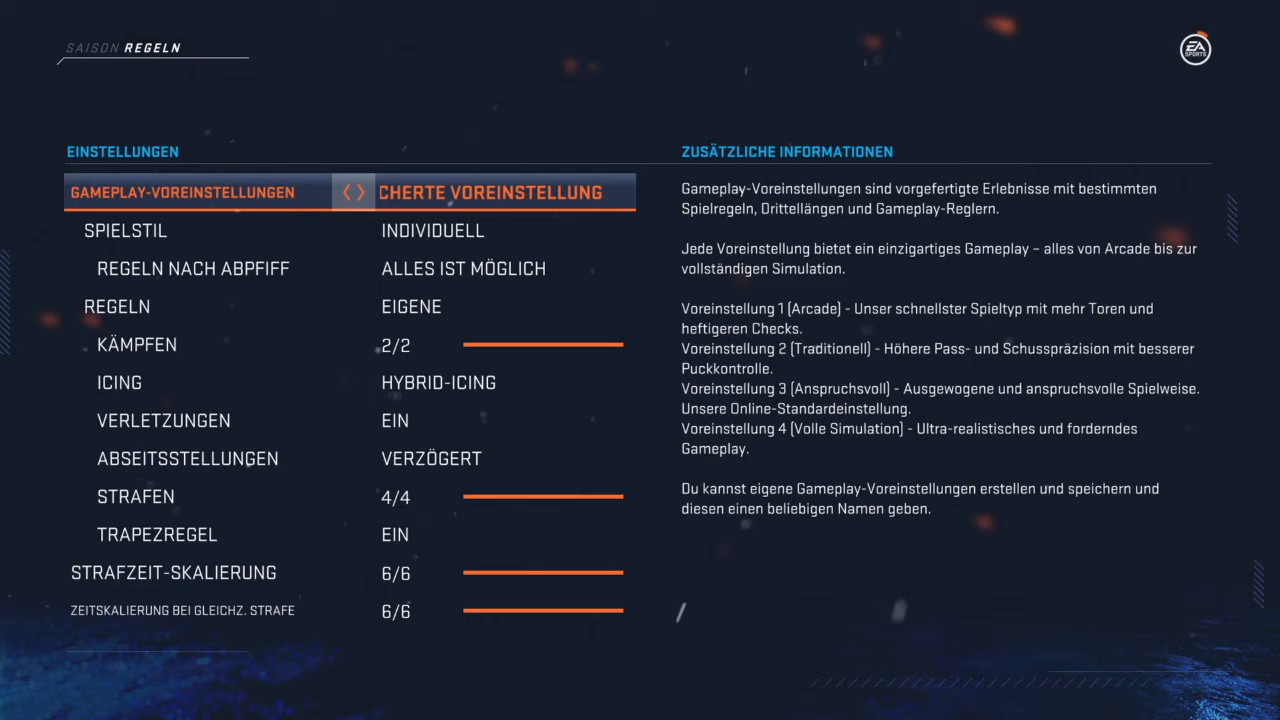 SAISON REGELN
EA
SPORTS
EINSTELLUNGEN
GAMEPLAY-VOREINSTELLUNGEN CHERTE VOREINSTELLUNG
SPIELSTIL INDIVIDUELL
REGELN NACH ABPFIFF ALLES IST MÖGLICH
REGELN EIGENE
KÄMPFEN 2/2
ICING HYBRID-ICING
VERLETZUNGEN EIN
ABSEITSSTELLUNGEN VERZÖGERT
STRAFEN 4/4
TRAPEZREGEL EIN
STRAFZEIT-SKALIERUNG 6/6
ZEITSKALIERUNG BEI GLEICHZ. STRAFE 6/6
ZUSÄTZLICHE INFORMATIONEN
Gameplay-Voreinstellungen sind vorgefertigte Erlebnisse mit bestimmten
Spielregeln, Drittellängen und Gameplay-Reglern.
Jede Voreinstellung bietet ein einzigartiges Gameplay – alles von Arcade bis zur
vollständigen Simulation.
Voreinstellung 1 (Arcade) - Unser schnellster Spieltyp mit mehr Toren und
heftigeren Checks.
Voreinstellung 2 (Traditionell) - Höhere Pass- und Schusspräzision mit besserer
Puckkontrolle.
Voreinstellung 3 (Anspruchsvoll) - Ausgewogene und anspruchsvolle Spielweise.
Unsere Online-Standardeinstellung.
Voreinstellung 4 (Volle Simulation) - Ultra-realistisches und forderndes
Gameplay.
Du kannst eigene Gameplay-Voreinstellungen erstellen und speichern und
diesen einen beliebigen Namen geben.